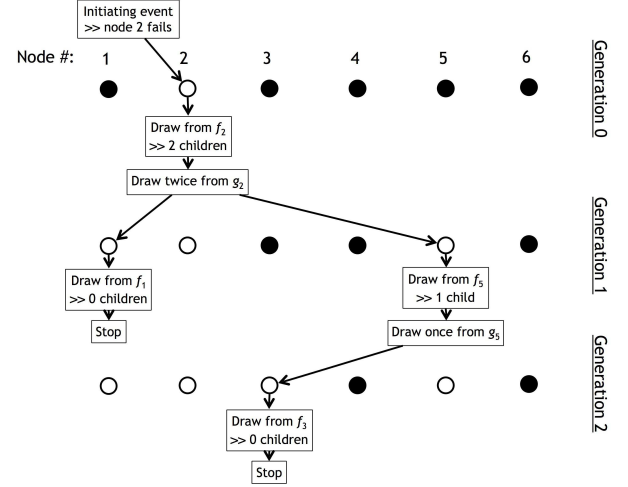 Initiating event
>> node 2 fails
Node #: 1 2 3 4 5 6
Generation 0
Draw from f2
>> 2 children
Draw twice from g2
Generation 1
Draw from f1
>> 0 children
Stop
Draw from f5
>> 1 child
Draw once from g5
Generation 2
Draw from f3
>> 0 children
Stop